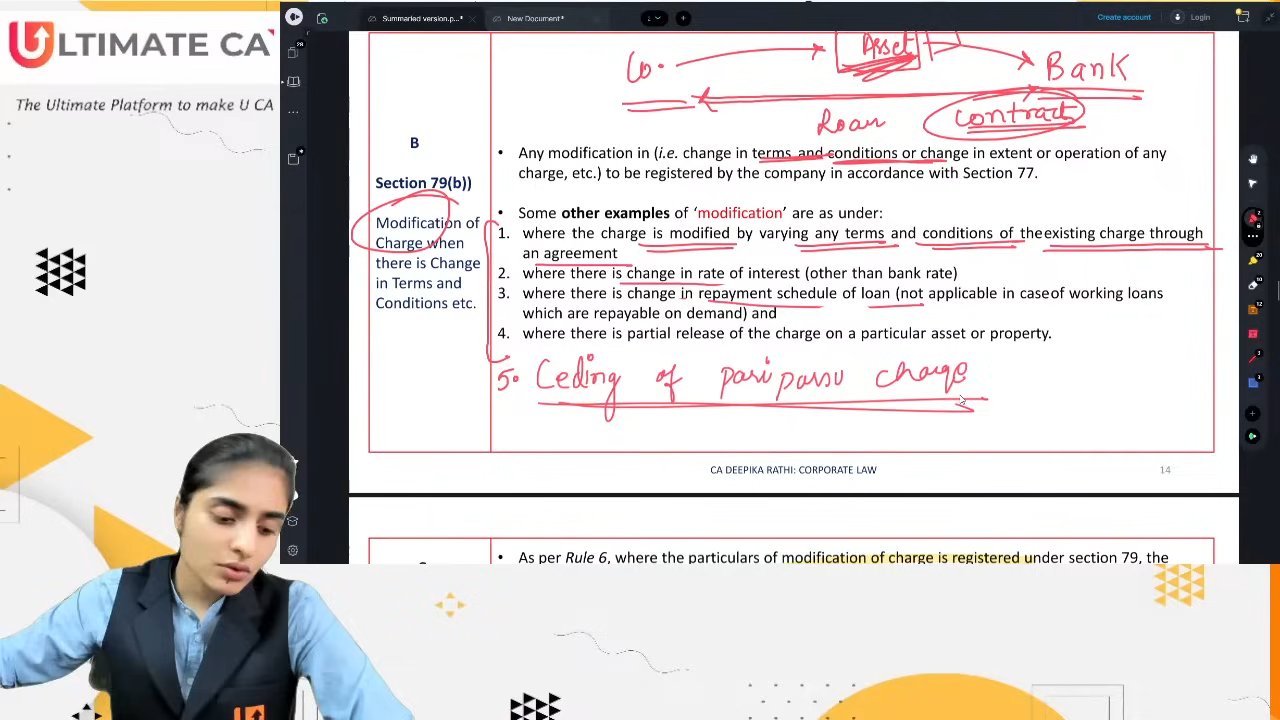 ULTIMATE CA
The Ultimate Platform to make U CA
Summaried version.p...*
New Document*
2
Create account
Login
Co.
Asset
Bank
Loan
contract
B
Section 79(b))
Modification of
Charge when
there is Change
in Terms and
Conditions etc.
• Any modification in (i.e. change in terms and conditions or change in extent or operation of any
charge, etc.) to be registered by the company in accordance with Section 77.
• Some other examples of ‘modification’ are as under:
1. where the charge is modified by varying any terms and conditions of the existing charge through
an agreement
2. where there is change in rate of interest (other than bank rate)
3. where there is change in repayment schedule of loan (not applicable in caseof working loans
which are repayable on demand) and
4. where there is partial release of the charge on a particular asset or property.
5. Ceding of pari passu charge
CA DEEPIKA RATHI: CORPORATE LAW
14
• As per Rule 6, where the particulars of modification of charge is registered under section 79, the